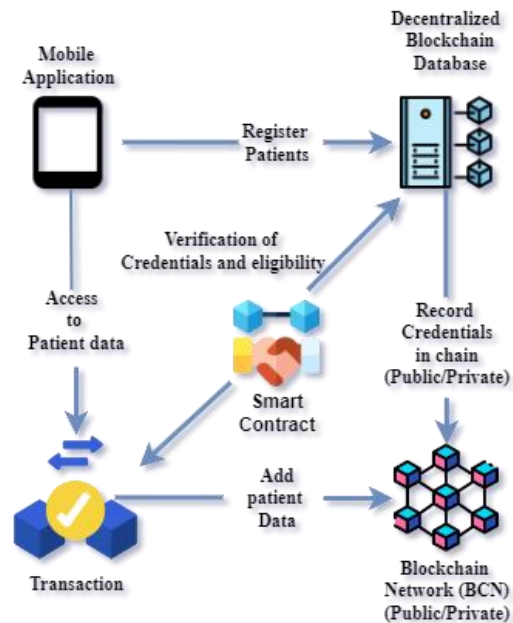 Mobile
Application
Decentralized
Blockchain
Database
Register
Patients
Verification of
Credentials and eligibility
Access
to
Patient data
Record
Credentials
in chain
(Public/Private)
Smart
Contract
Add
patient
Data
Transaction
Blockchain
Network (BCN)
(Public/Private)